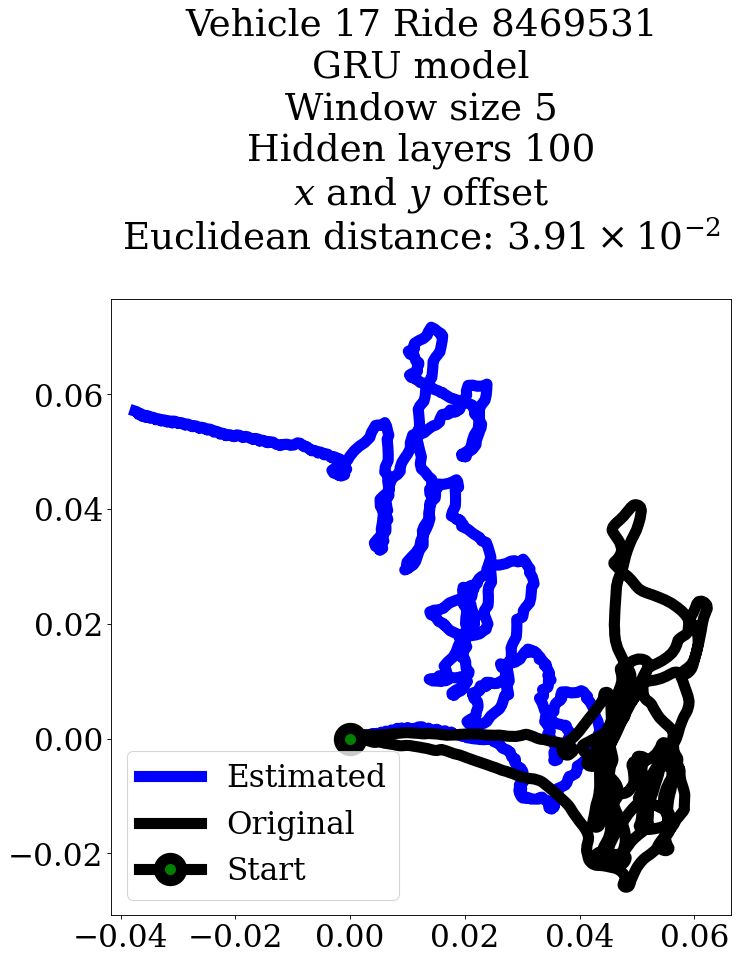 Vehicle 17 Ride 8469531
GRU model
Window size 5
Hidden layers 100
x and y offset
Euclidean distance: 3.91 × 10⁻²
0.06
0.04
0.02
0.00
−0.02
Estimated
Original
Start
−0.04 −0.02 0.00 0.02 0.04 0.06